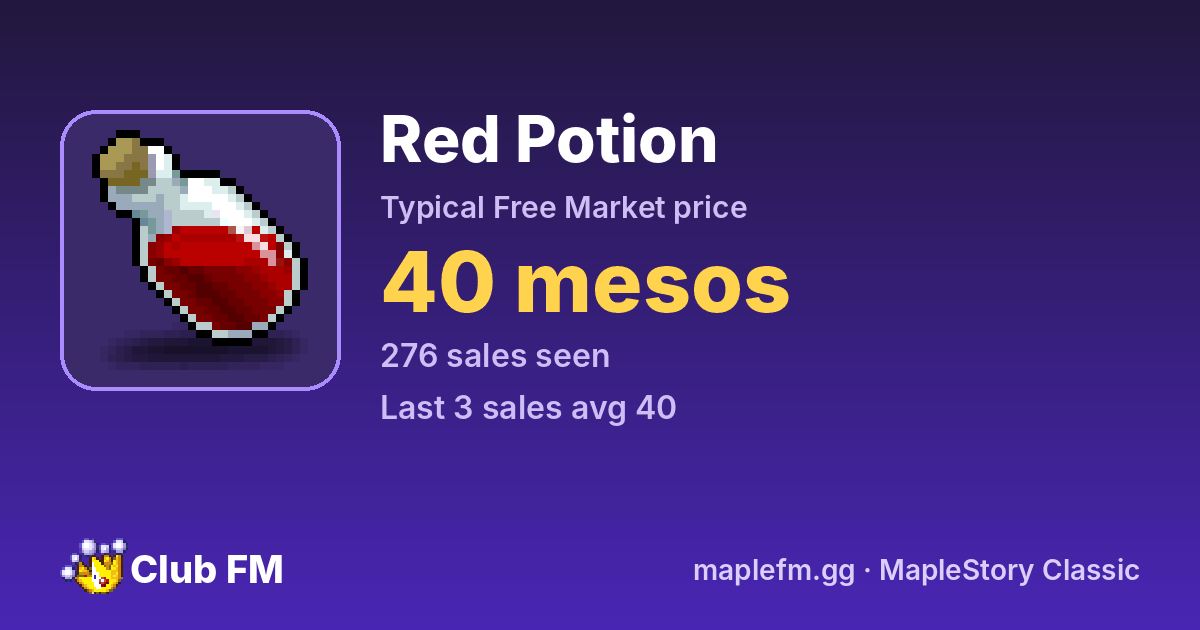 Red Potion
Typical Free Market price
40 mesos
276 sales seen
Last 3 sales avg 40
Club FM
maplefm.gg · MapleStory Classic